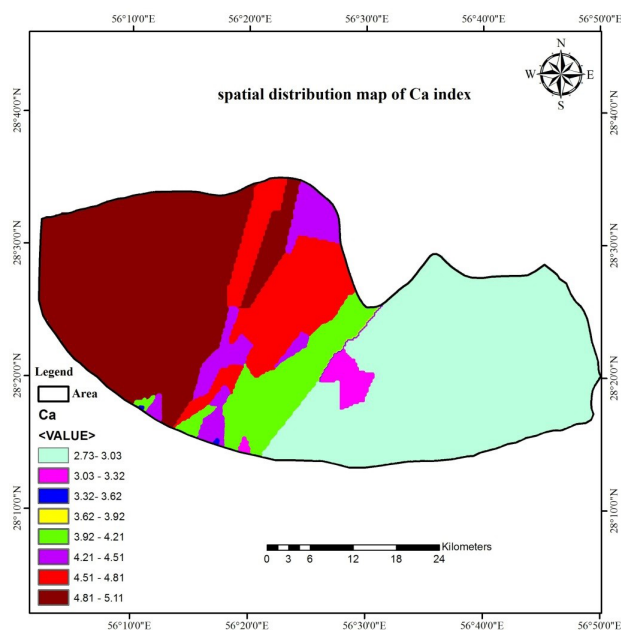 56°10'0"E 56°20'0"E 56°30'0"E 56°40'0"E 56°50'0"E
N
W E
S
spatial distribution map of Ca index
28°40'0"N 28°40'0"N
28°30'0"N 28°30'0"N
28°20'0"N 28°20'0"N
28°10'0"N 28°10'0"N
Legend
Area
Ca
<VALUE>
2.73- 3.03
3.03 - 3.32
3.32- 3.62
3.62 - 3.92
3.92 - 4.21
4.21 - 4.51
4.51 - 4.81
4.81 - 5.11
Kilometers
0 3 6 12 18 24
56°10'0"E 56°20'0"E 56°30'0"E 56°40'0"E 56°50'0"E